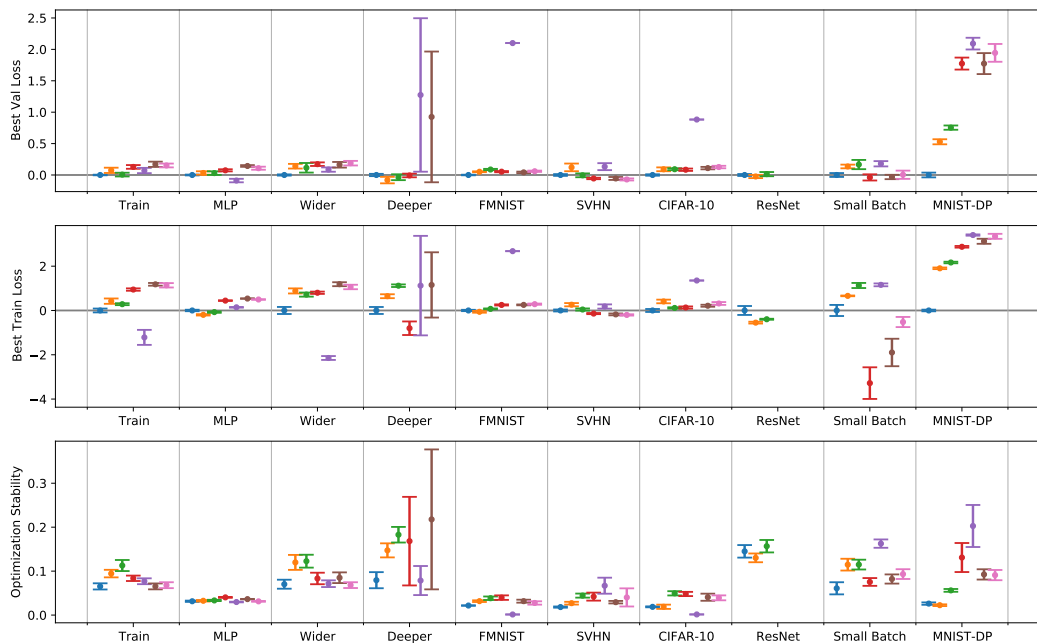 Best Val Loss
2.5
2.0
1.5
1.0
0.5
0.0
Train MLP Wider Deeper FMNIST SVHN CIFAR-10 ResNet Small Batch MNIST-DP
Best Train Loss
2
0
−2
−4
Train MLP Wider Deeper FMNIST SVHN CIFAR-10 ResNet Small Batch MNIST-DP
Optimization Stability
0.3
0.2
0.1
0.0
Train MLP Wider Deeper FMNIST SVHN CIFAR-10 ResNet Small Batch MNIST-DP